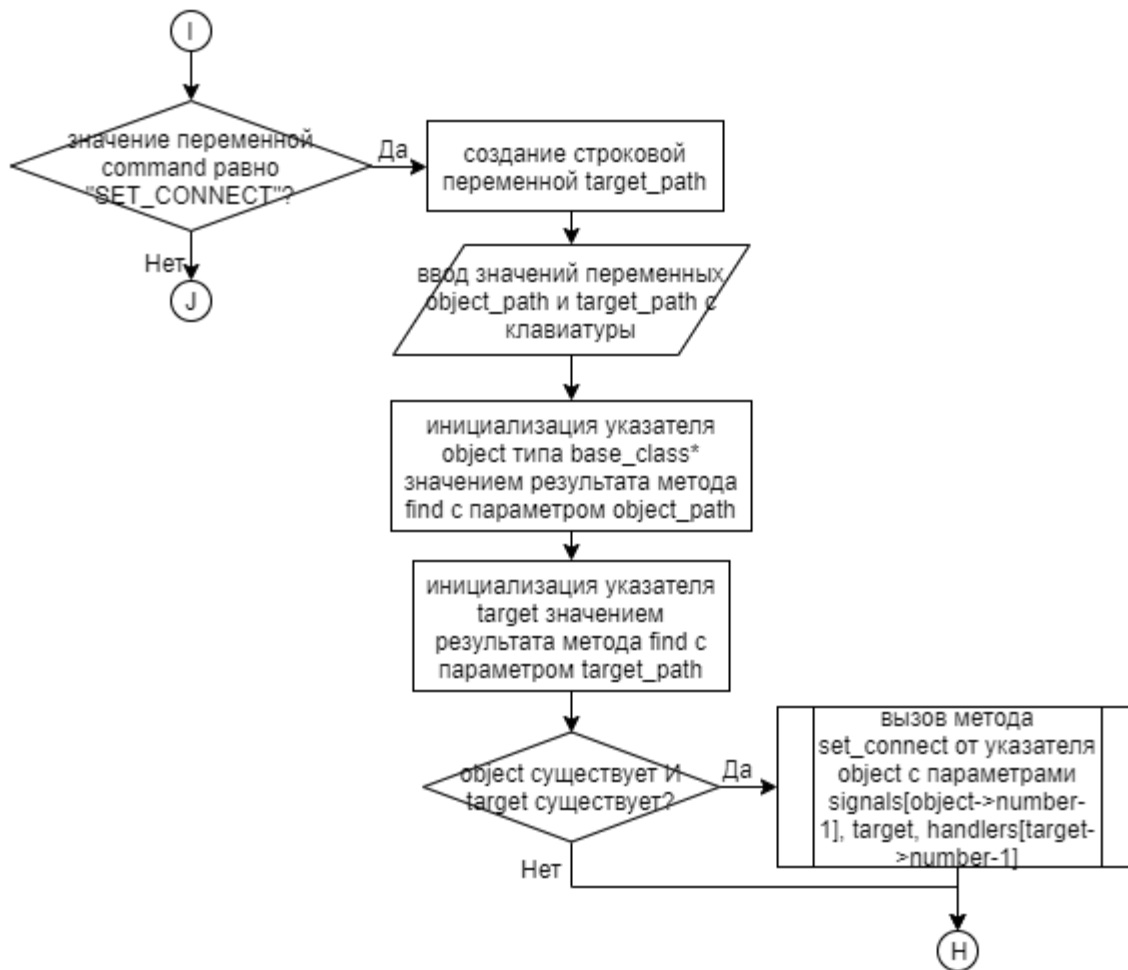 I
значение переменной
command равно
"SET_CONNECT"?
Да
создание строковой
переменной target_path
Нет
J
ввод значений переменных
object_path и target_path с
клавиатуры
инициализация указателя
object типа base_class*
значением результата метода
find с параметром object_path
инициализация указателя
target значением
результата метода find с
параметром target_path
object существует И
target существует?
Да
вызов метода
set_connect от указателя
object с параметрами
signals[object->number-
1], target, handlers[target-
>number-1]
Нет
H